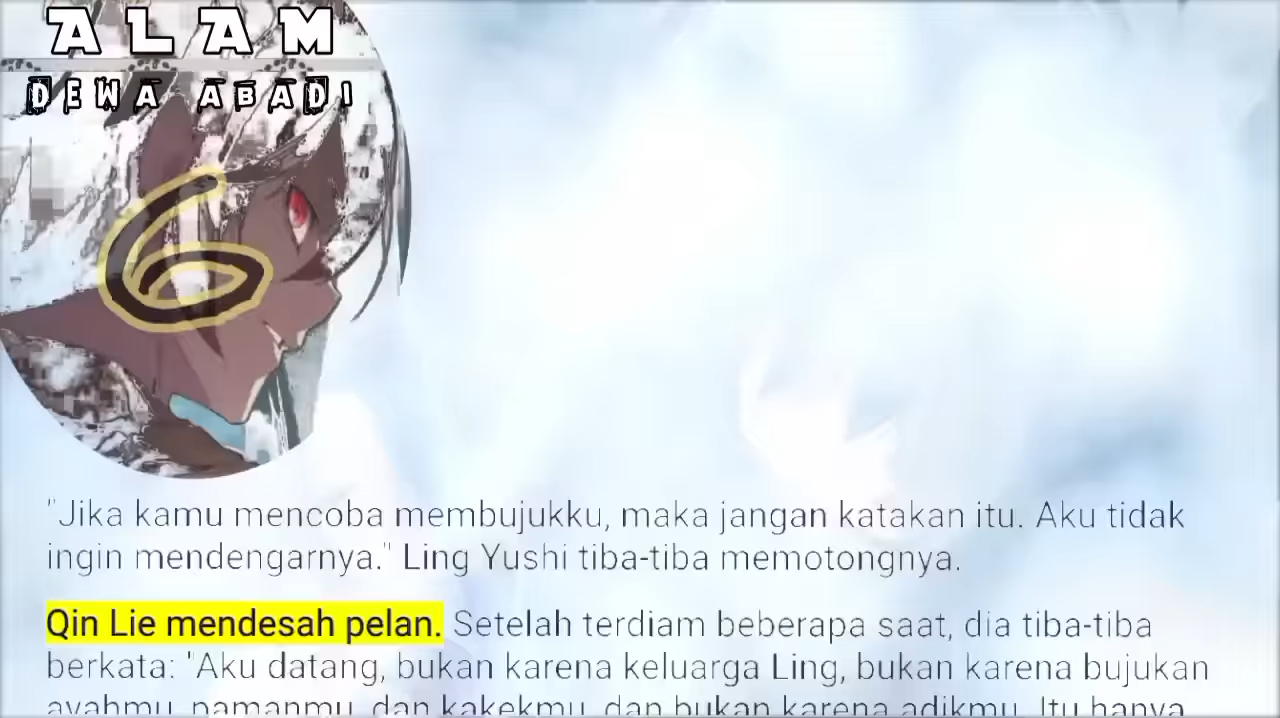 ALAM
DEWA ABADI
6
"Jika kamu mencoba membujukku, maka jangan katakan itu. Aku tidak
ingin mendengarnya." Ling Yushi tiba-tiba memotongnya.
Qin Lie mendesah pelan. Setelah terdiam beberapa saat, dia tiba-tiba
berkata: "Aku datang, bukan karena keluarga Ling, bukan karena bujukan
ayahmu, pamanmu, dan kakekmu, dan bukan karena adikmu. Itu hanya